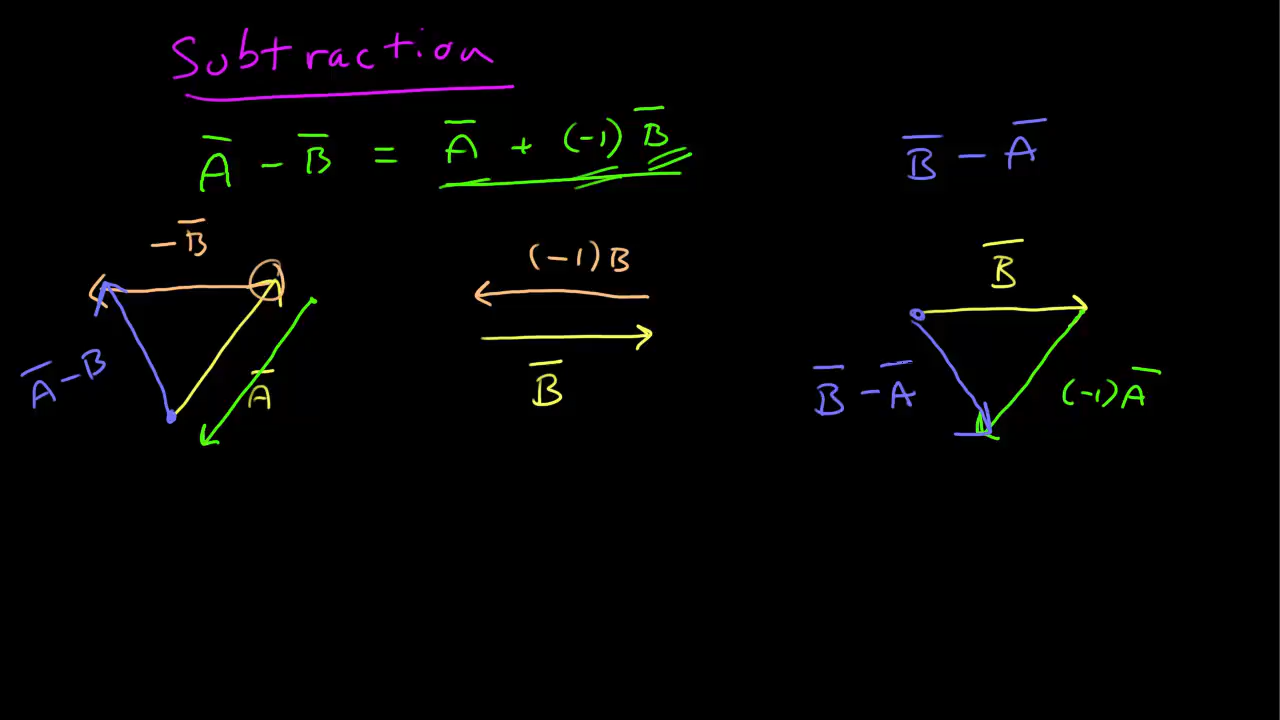 Subtraction
A̅ - B̅ = A̅ + (-1) B̅
B̅ - A̅
-B̅
(-1) B
B̅
A̅ - B
A̅
B̅
B̅ - A̅
(-1) A̅